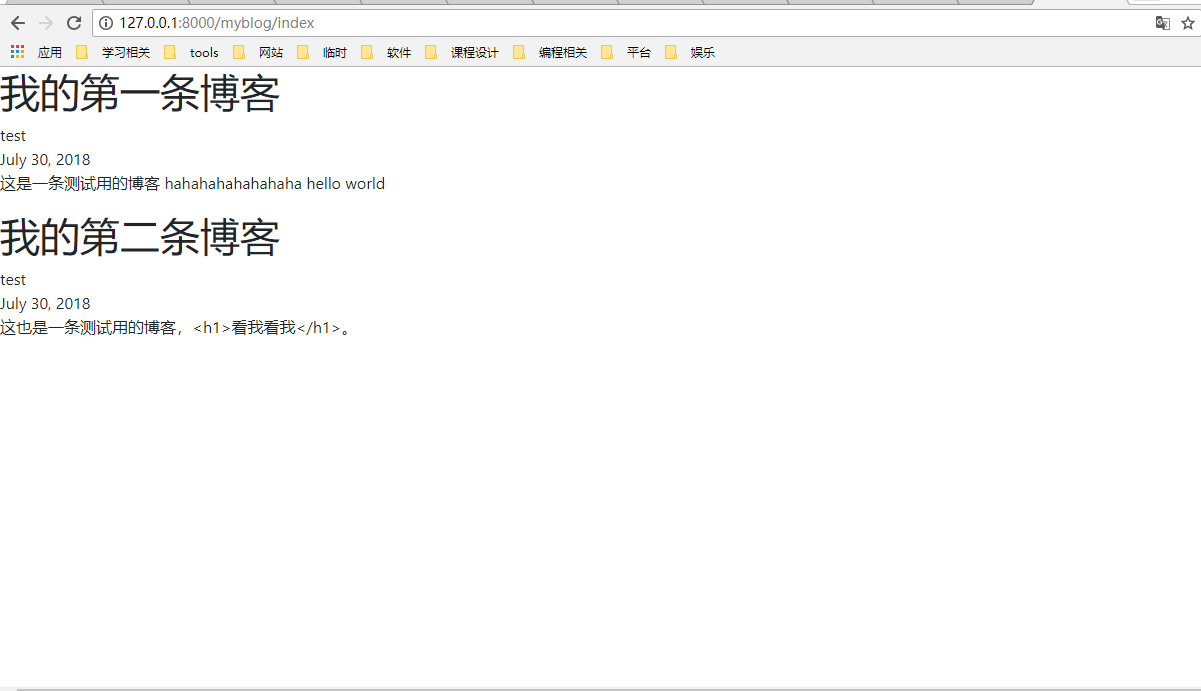 127.0.0.1:8000/myblog/index
应用 学习相关 tools 网站 临时 软件 课程设计 编程相关 平台 娱乐
我的第一条博客
test
July 30, 2018
这是一条测试用的博客 hahahahahahahaha hello world
我的第二条博客
test
July 30, 2018
这也是一条测试用的博客，<h1>看我看我</h1>。